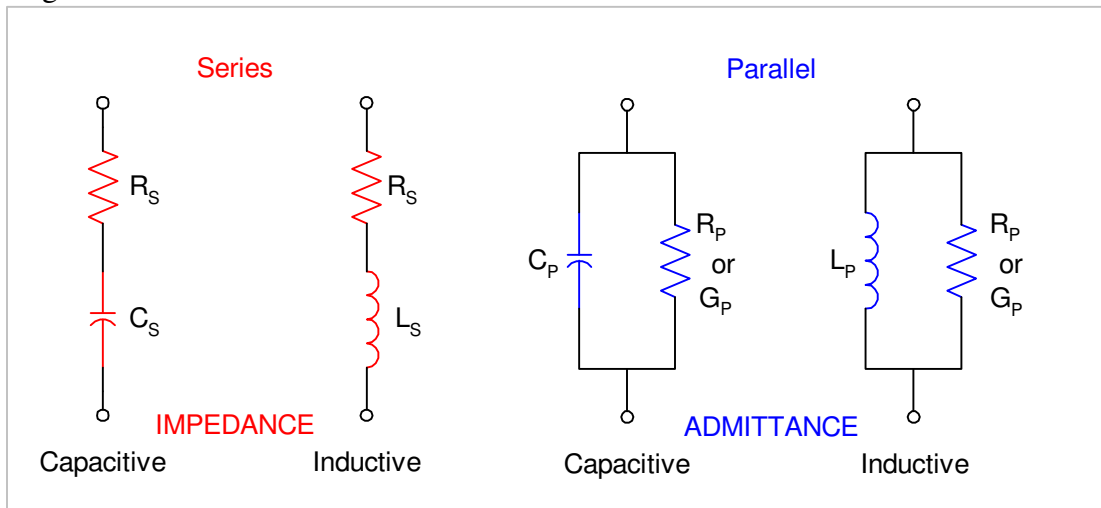 Series
Parallel
R_S
R_S
C_S
L_S
C_P
R_P
or
G_P
L_P
R_P
or
G_P
IMPEDANCE
ADMITTANCE
Capacitive
Inductive
Capacitive
Inductive